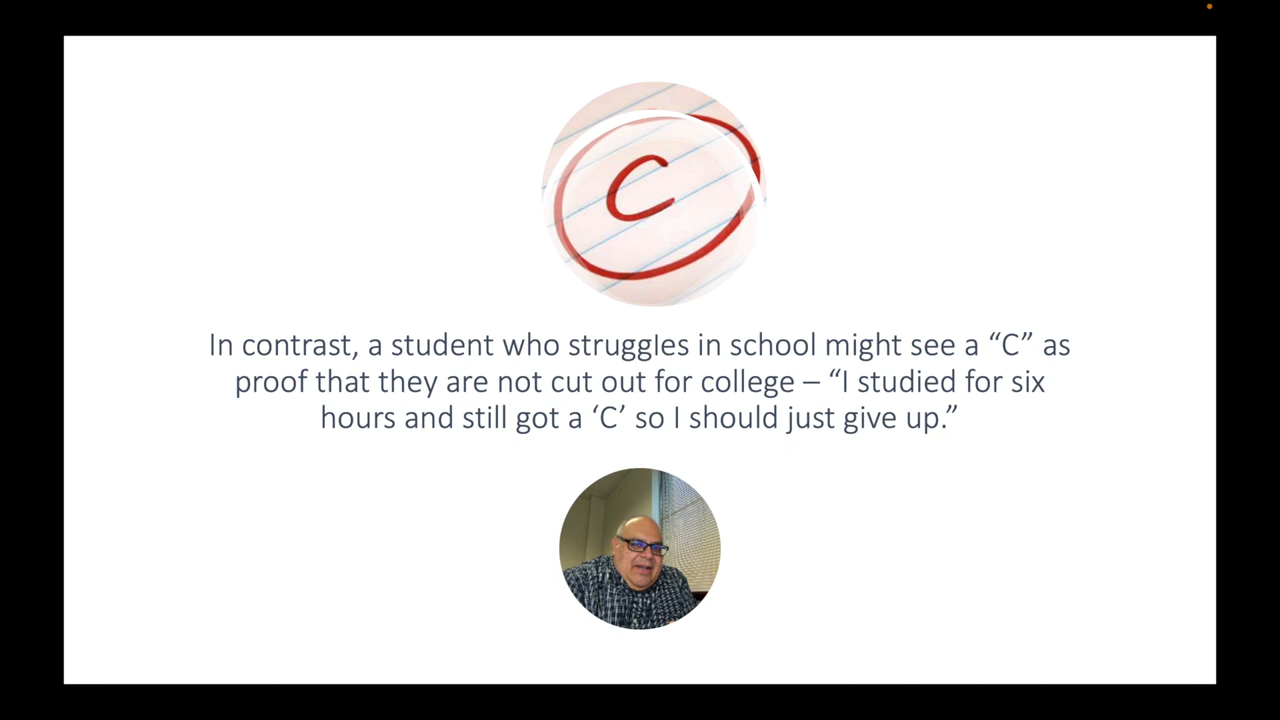 C
In contrast, a student who struggles in school might see a “C” as
proof that they are not cut out for college – “I studied for six
hours and still got a ‘C’ so I should just give up.”